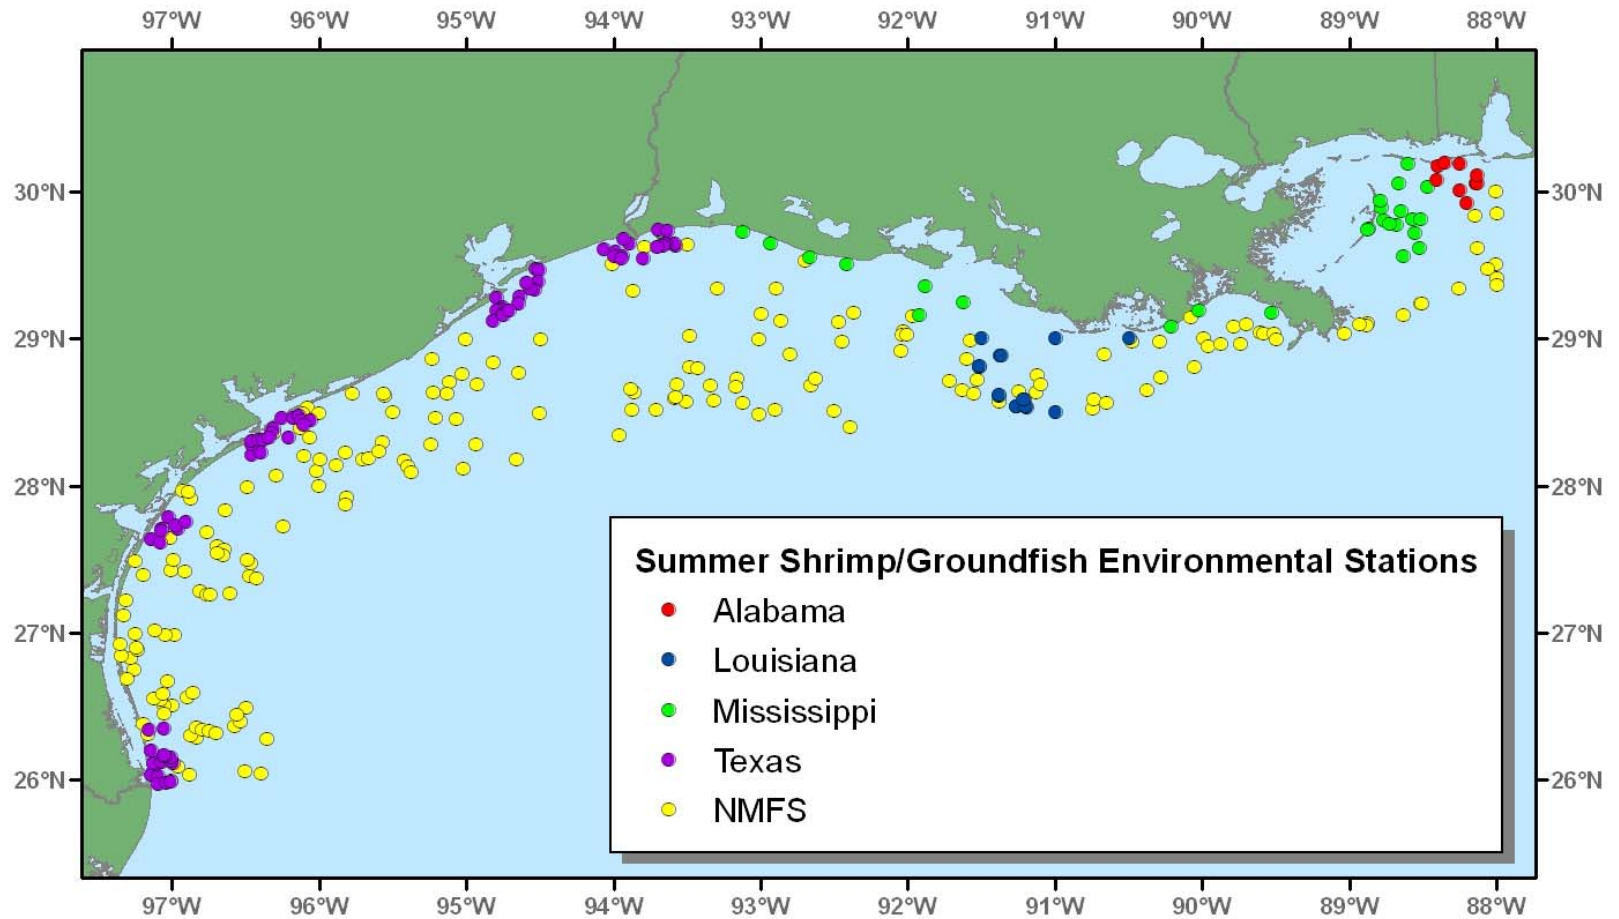 97°W 96°W 95°W 94°W 93°W 92°W 91°W 90°W 89°W 88°W
30°N 30°N
29°N 29°N
28°N 28°N
Summer Shrimp/Groundfish Environmental Stations
Alabama
27°N 27°N
Louisiana
Mississippi
Texas
26°N 26°N
NMFS
97°W 96°W 95°W 94°W 93°W 92°W 91°W 90°W 89°W 88°W